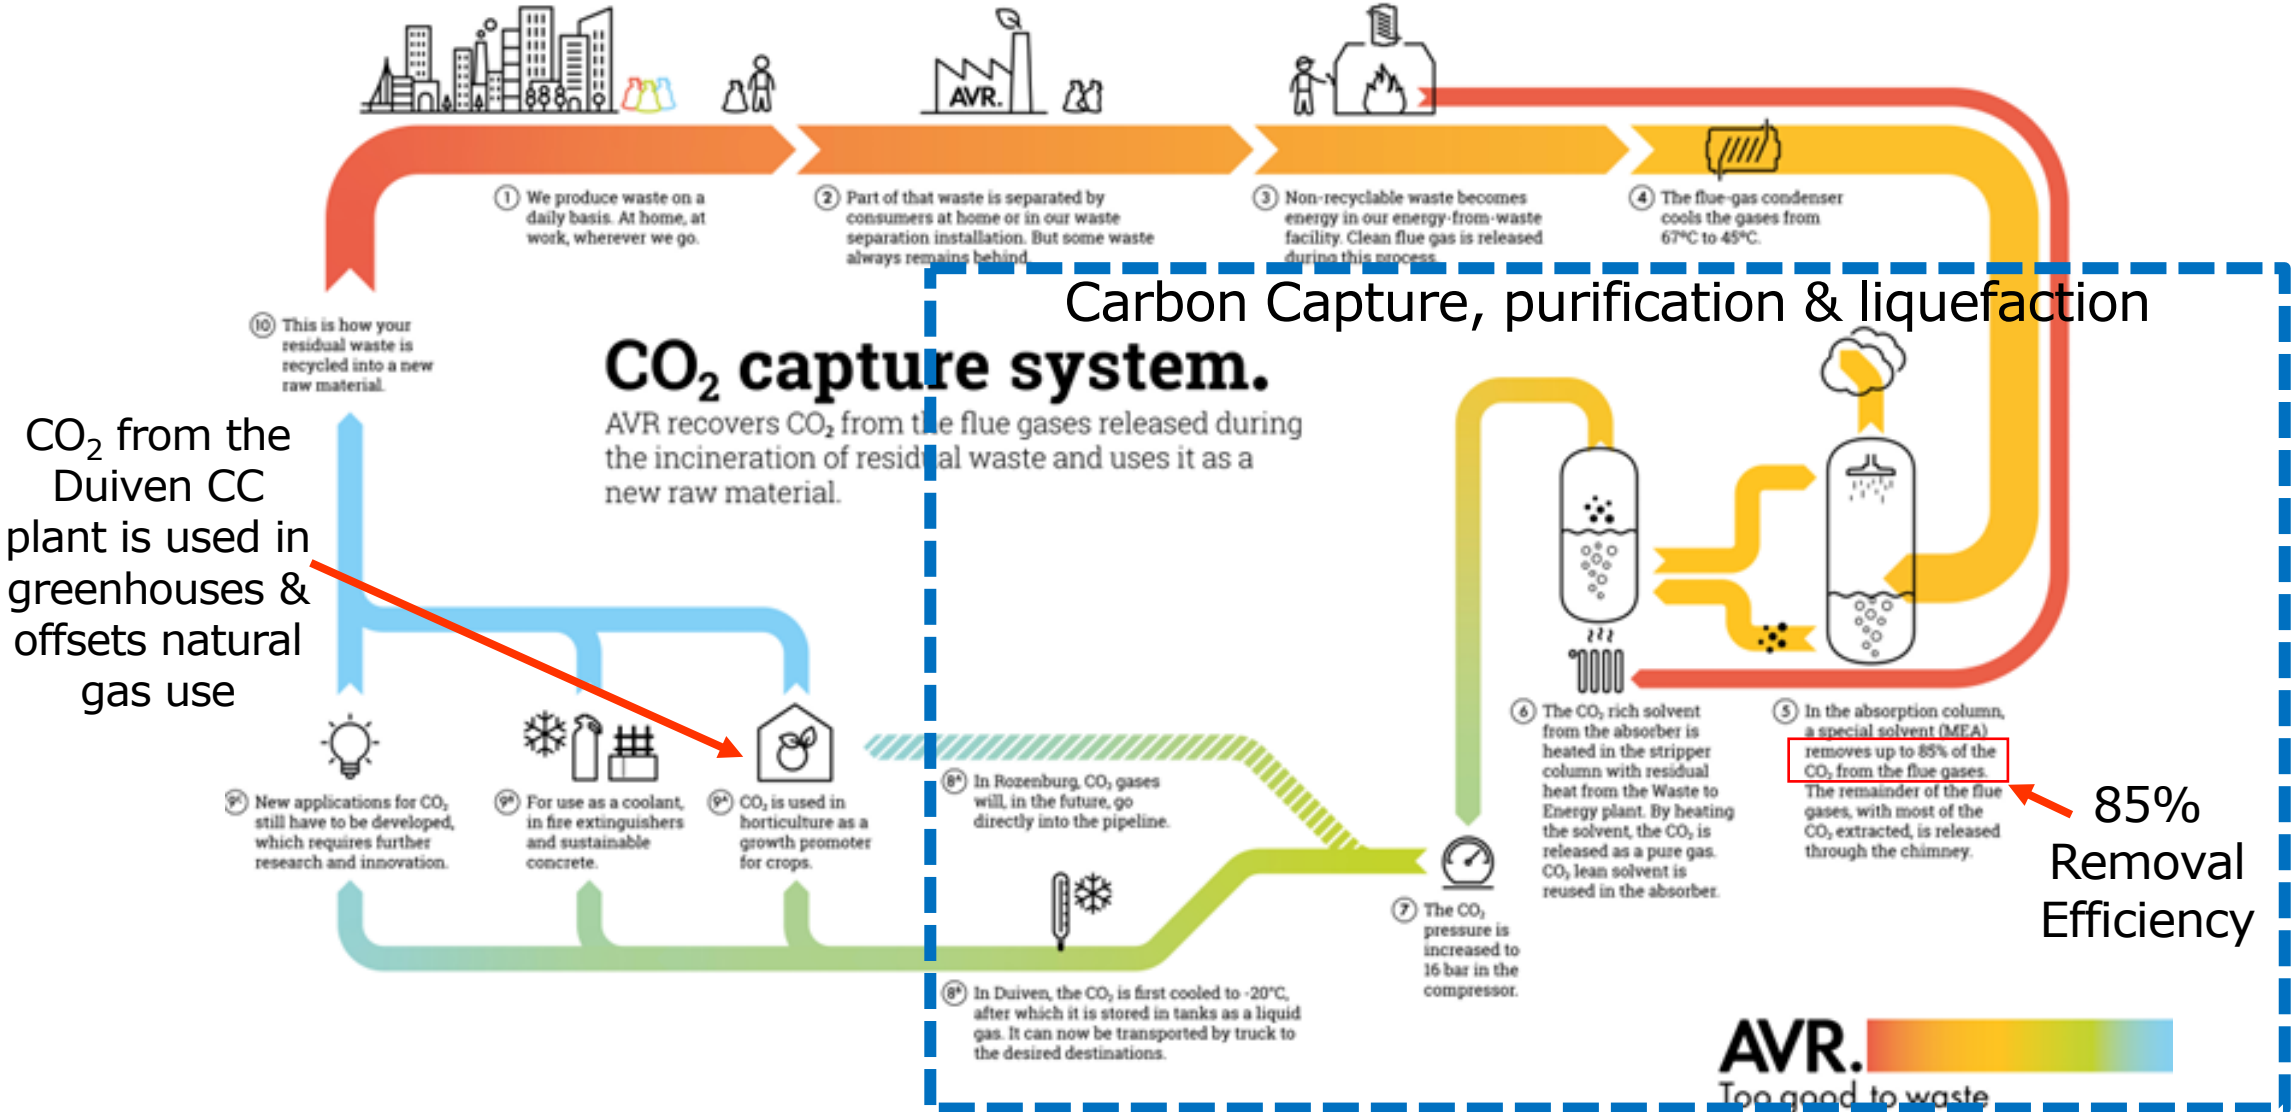 AVR.
① We produce waste on a
daily basis. At home, at
work, wherever we go.
② Part of that waste is separated by
consumers at home or in our waste
separation installation. But some waste
always remains behind.
③ Non-recyclable waste becomes
energy in our energy-from-waste
facility. Clean flue gas is released
during this process.
④ The flue-gas condenser
cools the gases from
67°C to 45°C.
Carbon Capture, purification & liquefaction
⑩ This is how your
residual waste is
recycled into a new
raw material.
CO₂ capture system.
AVR recovers CO₂ from the flue gases released during
the incineration of residual waste and uses it as a
new raw material.
CO₂ from the
Duiven CC
plant is used in
greenhouses &
offsets natural
gas use
⑥ The CO₂ rich solvent
from the absorber is
heated in the stripper
column with residual
heat from the Waste to
Energy plant. By heating
the solvent, the CO₂ is
released as a pure gas.
CO₂ lean solvent is
reused in the absorber.
⑤ In the absorption column,
a special solvent (MEA)
removes up to 85% of the
CO₂ from the flue gases.
The remainder of the flue
gases, with most of the
CO₂ extracted, is released
through the chimney.
85%
Removal
Efficiency
9ᶜ New applications for CO₂
still have to be developed,
which requires further
research and innovation.
9ᴮ For use as a coolant,
in fire extinguishers
and sustainable
concrete.
9ᴬ CO₂ is used in
horticulture as a
growth promoter
for crops.
8ᴮ In Rozenburg, CO₂ gases
will, in the future, go
directly into the pipeline.
⑦ The CO₂
pressure is
increased to
16 bar in the
compressor.
8ᴬ In Duiven, the CO₂ is first cooled to -20°C,
after which it is stored in tanks as a liquid
gas. It can now be transported by truck to
the desired destinations.
AVR.
Too good to waste